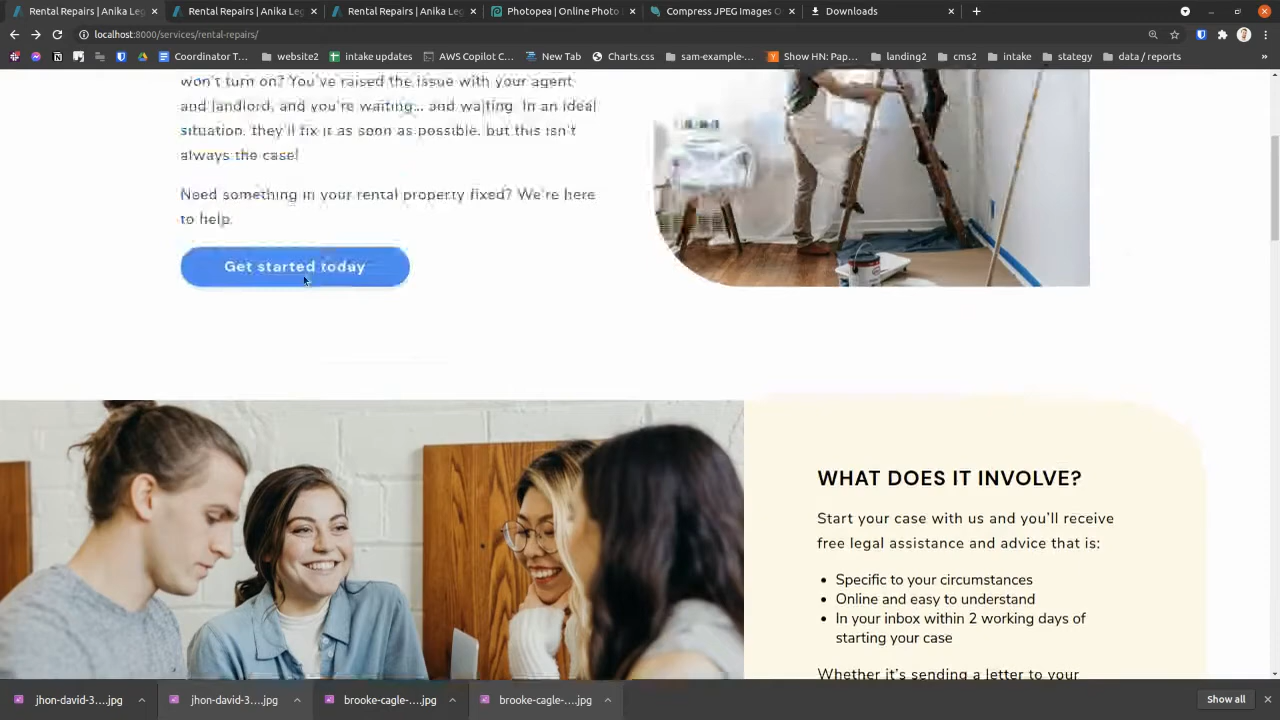 Rental Repairs | Anika Leg
Rental Repairs | Anika Leg
Rental Repairs | Anika Leg
Photopea | Online Photo
Compress JPEG Images O
Downloads
localhost:8000/services/rental-repairs/
Coordinator T...
website2
intake updates
AWS Copilot C...
New Tab
Charts.css
sam-example-...
Show HN: Pap...
landing2
cms2
intake
stategy
data / reports
won't turn on? You've raised the issue with your agent
and landlord, and you're waiting... and waiting. In an ideal
situation, they'll fix it as soon as possible, but this isn't
always the case!
Need something in your rental property fixed? We're here
to help.
Get started today
WHAT DOES IT INVOLVE?
Start your case with us and you'll receive
free legal assistance and advice that is:
• Specific to your circumstances
• Online and easy to understand
• In your inbox within 2 working days of
starting your case
Whether it's sending a letter to your
jhon-david-3....jpg
jhon-david-3....jpg
brooke-cagle-....jpg
brooke-cagle-....jpg
Show all